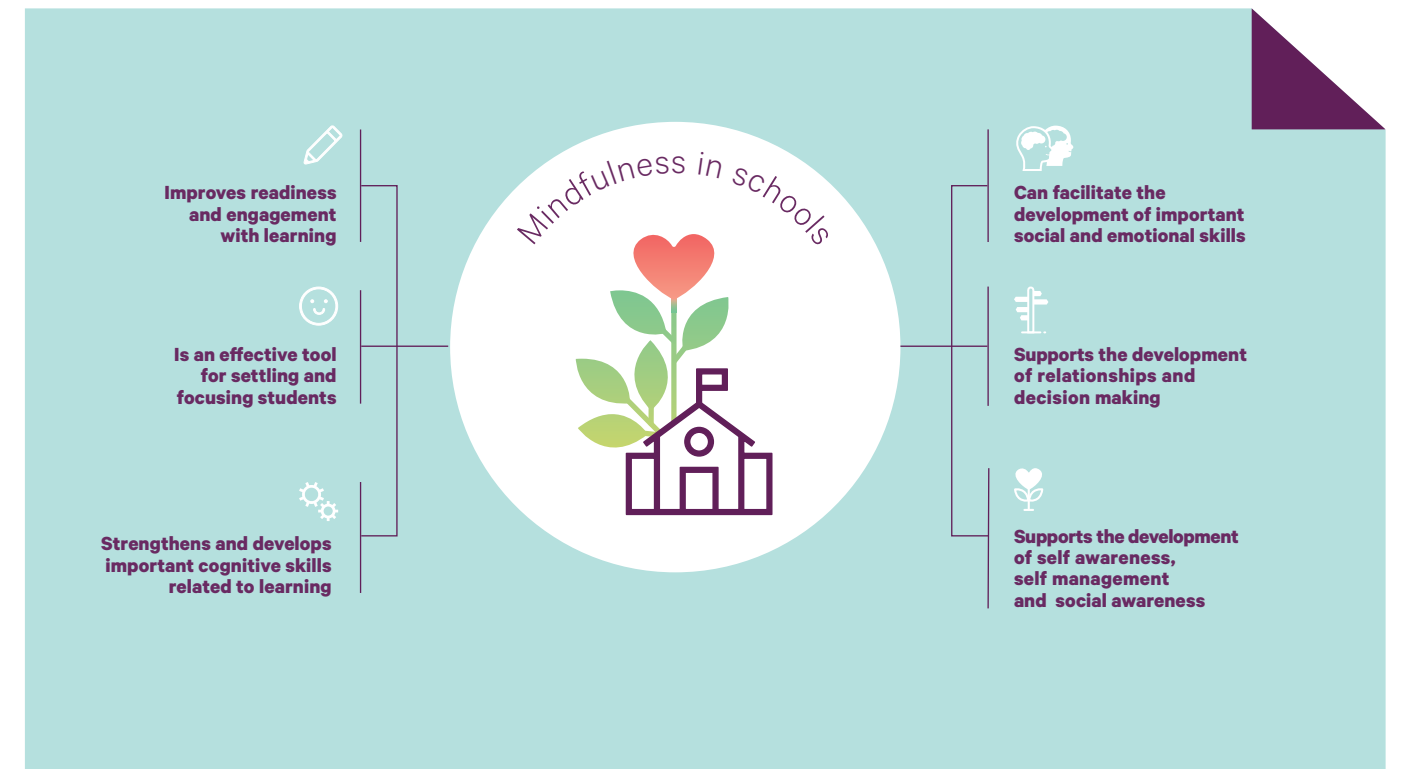 Mindfulness in schools
Improves readiness
and engagement
with learning
Is an effective tool
for settling and
focusing students
Strengthens and develops
important cognitive skills
related to learning
Can facilitate the
development of important
social and emotional skills
Supports the development
of relationships and
decision making
Supports the development
of self awareness,
self management
and social awareness